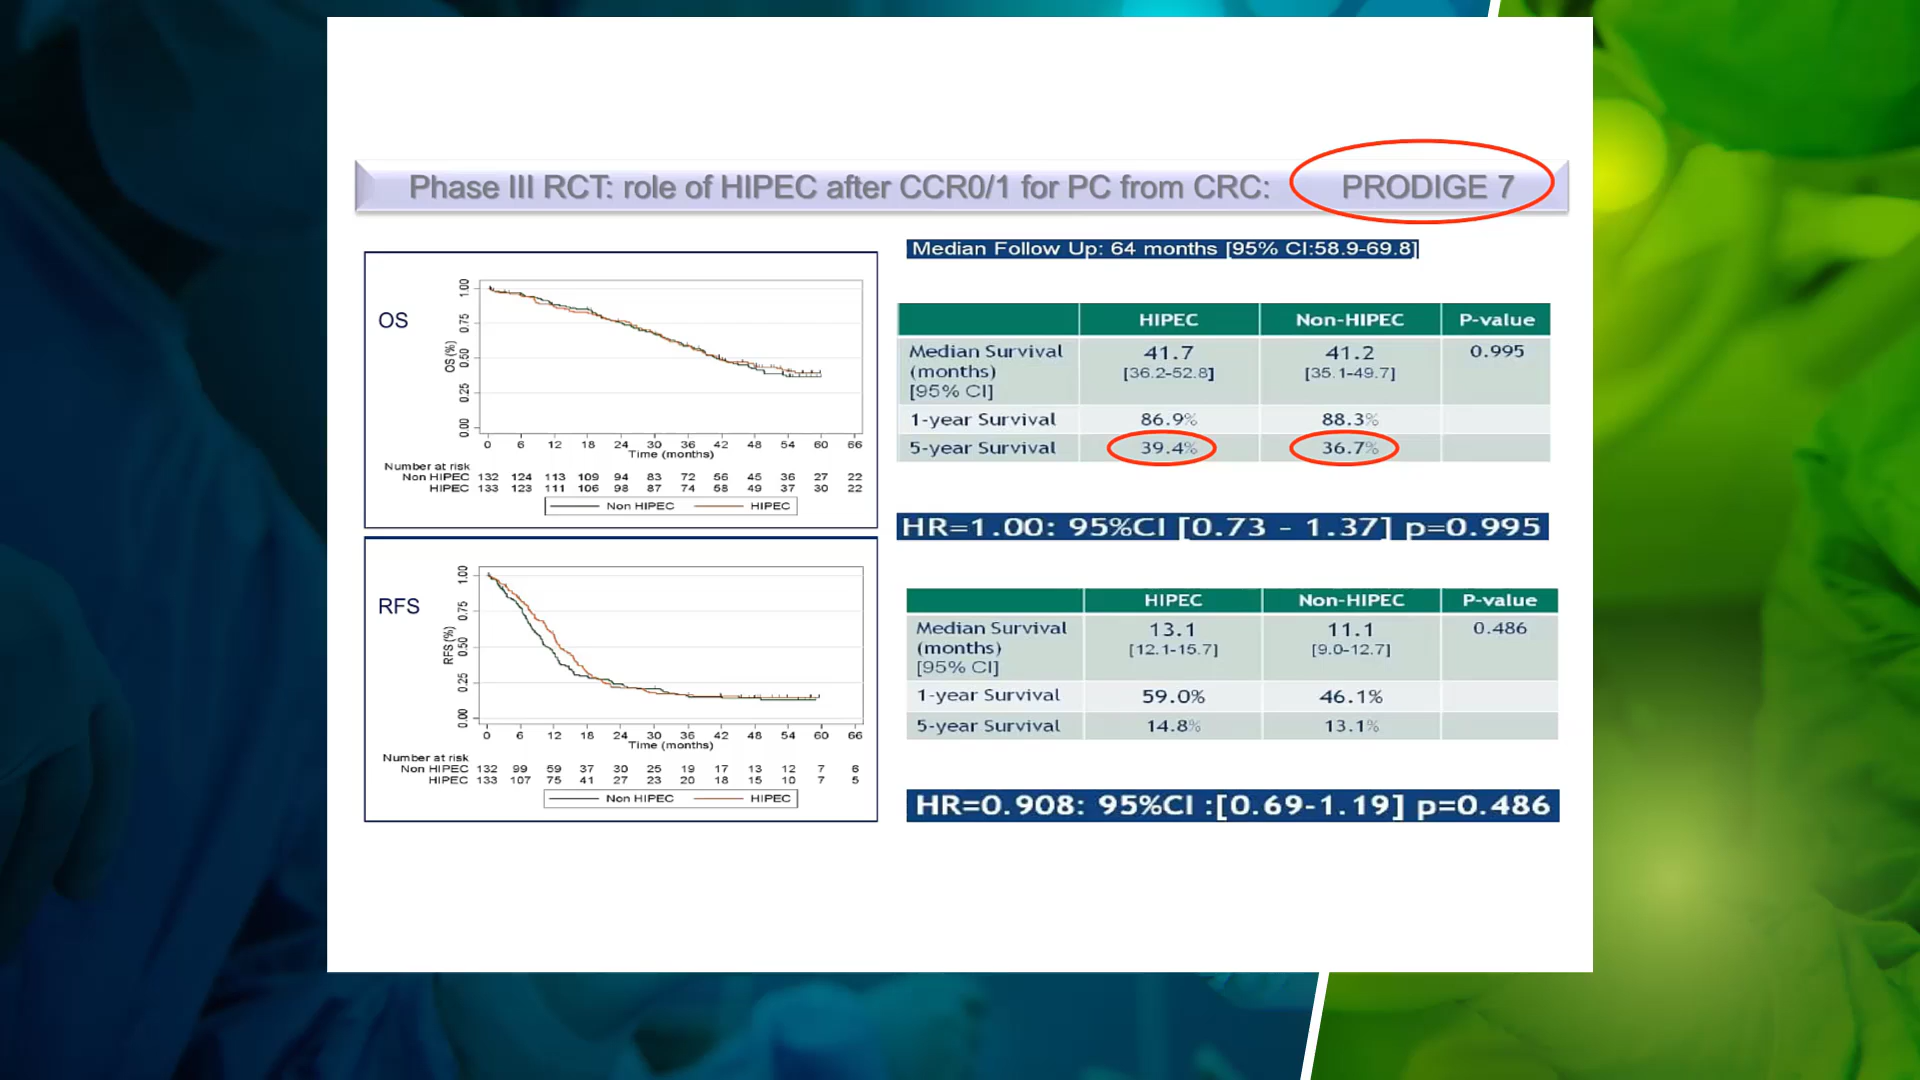 Phase III RCT: role of HIPEC after CCR0/1 for PC from CRC: PRODIGE 7
OS
1.00
0.75
0.50
0.25
0.00
OS (%)
0 6 12 18 24 30 36 42 48 54 60 66
Time (months)
Number at risk
Non HIPEC 132 124 113 109 94 83 72 56 45 36 27 22
HIPEC 133 123 111 106 98 87 74 58 49 37 30 22
Non HIPEC HIPEC
RFS
1.00
0.75
0.50
0.25
0.00
RFS (%)
0 6 12 18 24 30 36 42 48 54 60 66
Time (months)
Number at risk
Non HIPEC 132 99 59 37 30 25 19 17 13 12 7 6
HIPEC 133 107 75 41 27 23 20 18 15 10 7 5
Non HIPEC HIPEC
Median Follow Up: 64 months [95% CI:58.9-69.8]
HIPEC Non-HIPEC P-value
Median Survival 41.7 41.2 0.995
(months) [36.2-52.8] [35.1-49.7]
[95% CI]
1-year Survival 86.9% 88.3%
5-year Survival 39.4% 36.7%
HR=1.00: 95%CI [0.73 - 1.37] p=0.995
HIPEC Non-HIPEC P-value
Median Survival 13.1 11.1 0.486
(months) [12.1-15.7] [9.0-12.7]
[95% CI]
1-year Survival 59.0% 46.1%
5-year Survival 14.8% 13.1%
HR=0.908: 95%CI :[0.69-1.19] p=0.486